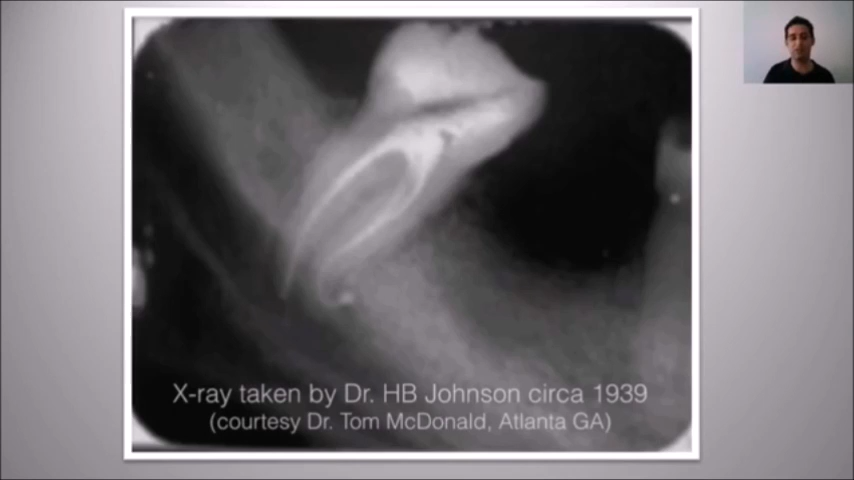 X-ray taken by Dr. HB Johnson circa 1939
(courtesy Dr. Tom McDonald, Atlanta GA)